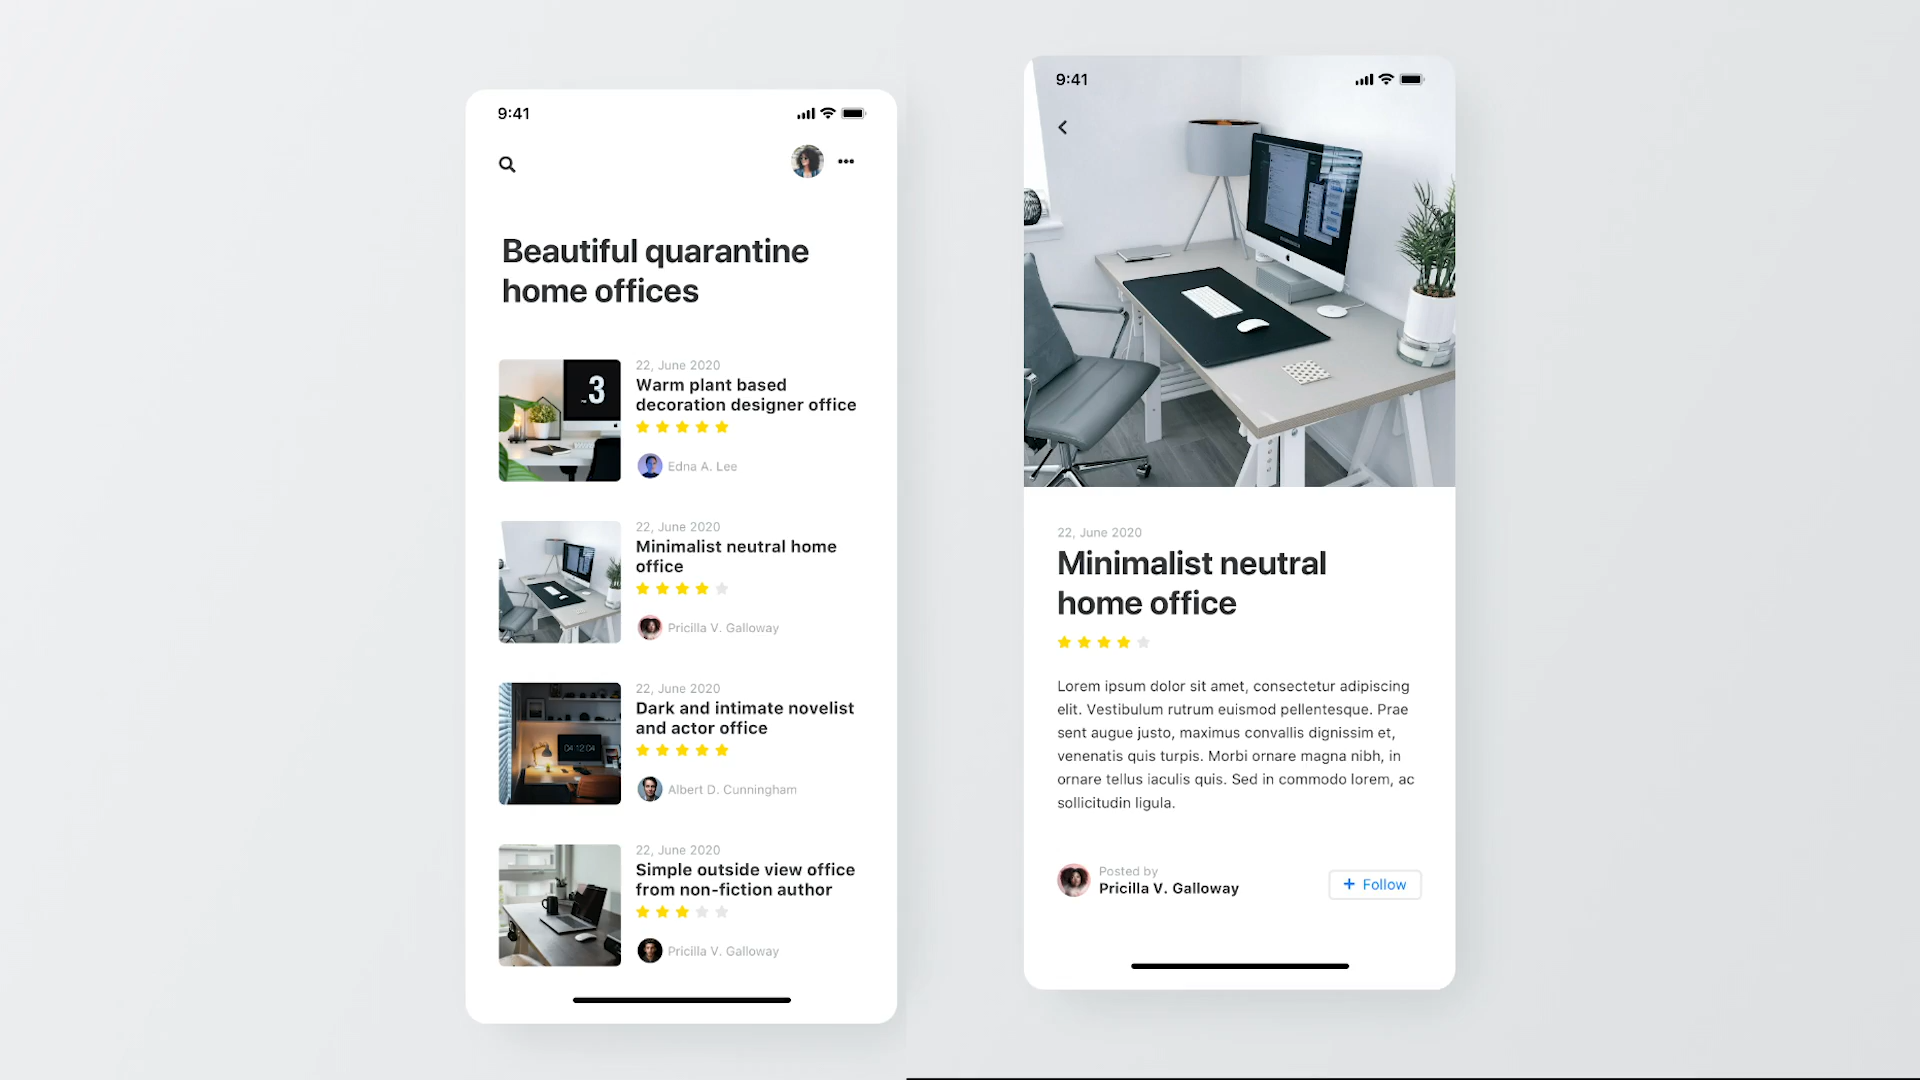 9:41
Beautiful quarantine
home offices
3
22, June 2020
Warm plant based
decoration designer office
Edna A. Lee
22, June 2020
Minimalist neutral home
office
Pricilla V. Galloway
04:12:04
22, June 2020
Dark and intimate novelist
and actor office
Albert D. Cunningham
22, June 2020
Simple outside view office
from non-fiction author
Pricilla V. Galloway
9:41
22, June 2020
Minimalist neutral
home office
Lorem ipsum dolor sit amet, consectetur adipiscing
elit. Vestibulum rutrum euismod pellentesque. Prae
sent augue justo, maximus convallis dignissim et,
venenatis quis turpis. Morbi ornare magna nibh, in
ornare tellus iaculis quis. Sed in commodo lorem, ac
sollicitudin ligula.
Posted by
Pricilla V. Galloway
+ Follow